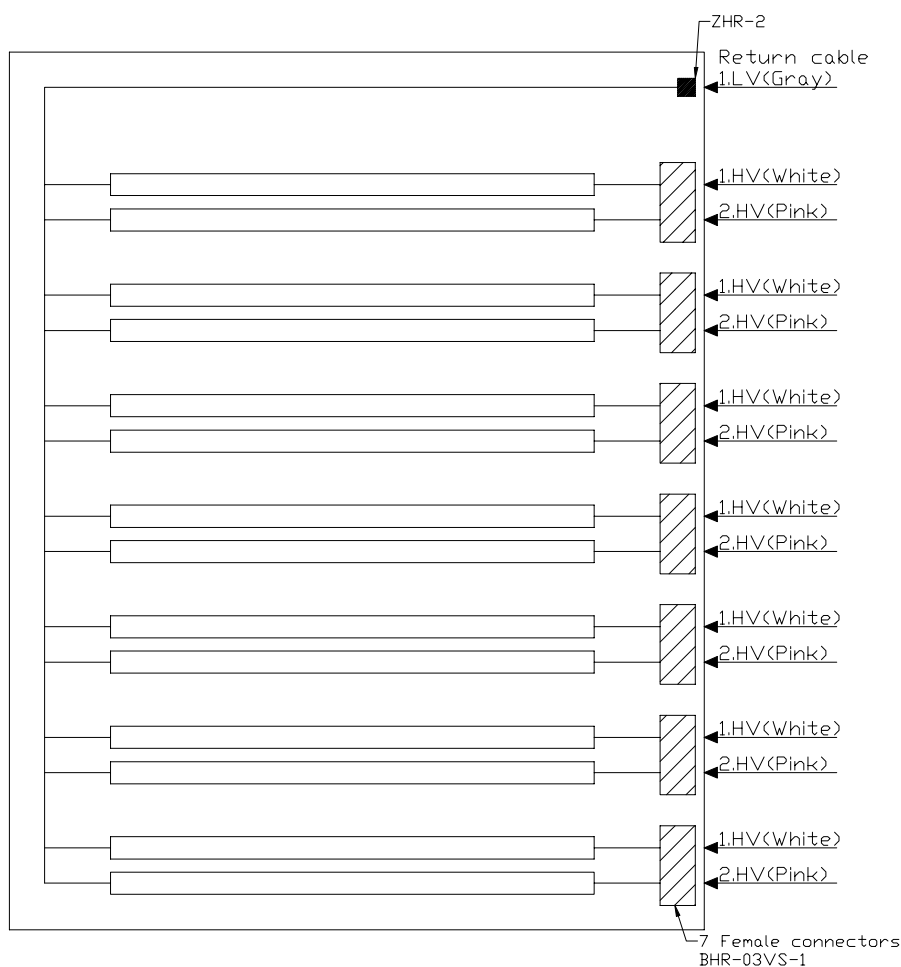 ZHR-2
Return cable
1.LV(Gray)
1.HV(White)
2.HV(Pink)
1.HV(White)
2.HV(Pink)
1.HV(White)
2.HV(Pink)
1.HV(White)
2.HV(Pink)
1.HV(White)
2.HV(Pink)
1.HV(White)
2.HV(Pink)
1.HV(White)
2.HV(Pink)
7 Female connectors
BHR-03VS-1